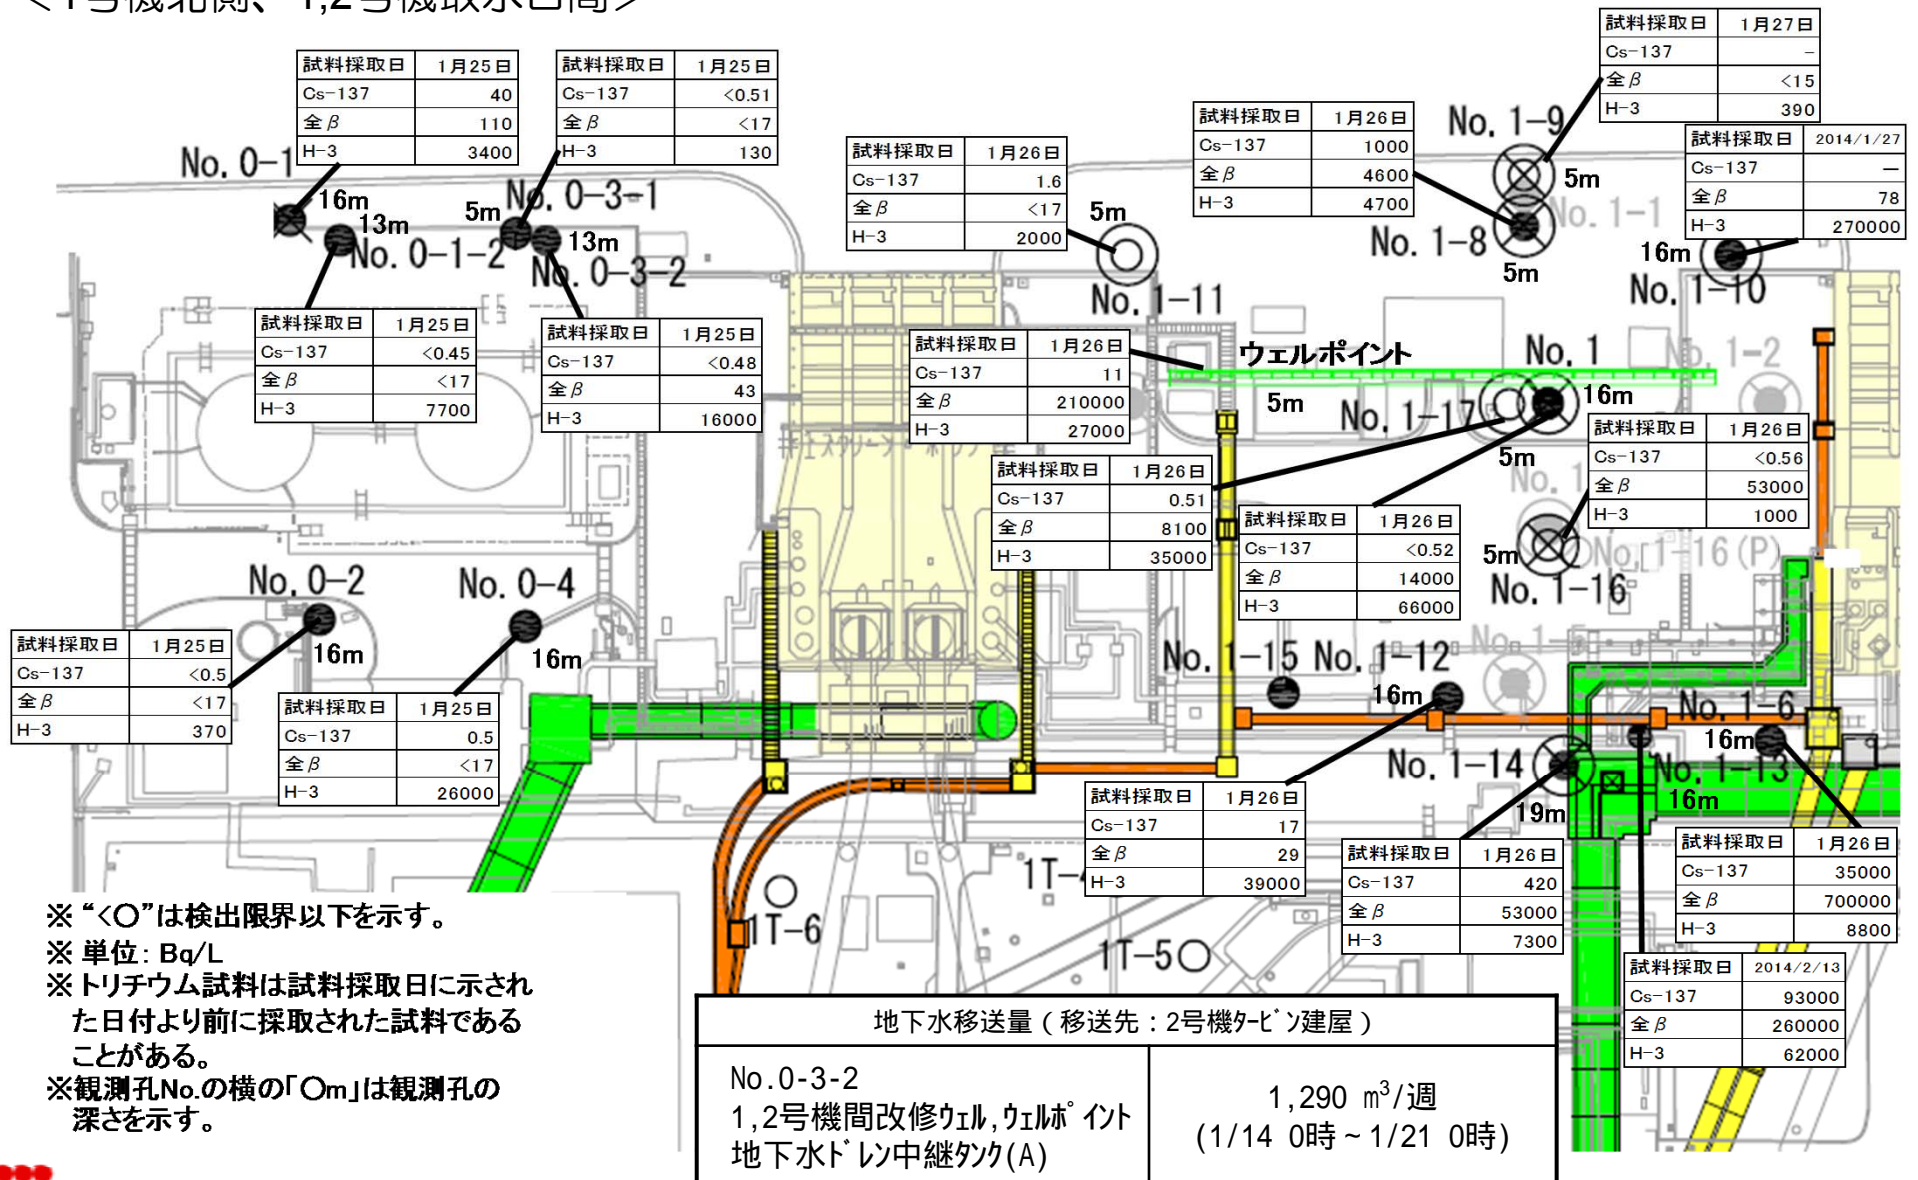 ＜1号機北側、1,2号機取水口間＞
試料採取日 1月27日
Cs-137 －
全β <15
H-3 390
試料採取日 1月25日
Cs-137 40
全β 110
H-3 3400
試料採取日 1月25日
Cs-137 <0.51
全β <17
H-3 130
試料採取日 1月26日
Cs-137 1000
全β 4600
H-3 4700
試料採取日 2014/1/27
Cs-137 －
全β 78
H-3 270000
試料採取日 1月26日
Cs-137 1.6
全β <17
H-3 2000
No. 1-9
5m
No. 0-1
16m
13m
No. 0-1-2
5m
No. 0-3-1
13m
No. 0-3-2
5m
No. 1-11
No. 1-8
5m
No. 1-1
16m
No. 1-10
試料採取日 1月25日
Cs-137 <0.45
全β <17
H-3 7700
試料採取日 1月25日
Cs-137 <0.48
全β 43
H-3 16000
試料採取日 1月26日
Cs-137 11
全β 210000
H-3 27000
ウェルポイント
5m
No. 1
16m
No. 1-2
No. 1-17
5m
試料採取日 1月26日
Cs-137 <0.56
全β 53000
H-3 1000
試料採取日 1月26日
Cs-137 0.51
全β 8100
H-3 35000
試料採取日 1月26日
Cs-137 <0.52
全β 14000
H-3 66000
5m
No. 1-16(P)
No. 1-16
No. 0-2
16m
No. 0-4
16m
No. 1-15
No. 1-12
16m
No. 1-5
No. 1-6
16m
試料採取日 1月25日
Cs-137 <0.5
全β <17
H-3 370
試料採取日 1月25日
Cs-137 0.5
全β <17
H-3 26000
No. 1-14
19m
No. 1-13
16m
試料採取日 1月26日
Cs-137 17
全β 29
H-3 39000
試料採取日 1月26日
Cs-137 420
全β 53000
H-3 7300
試料採取日 1月26日
Cs-137 35000
全β 700000
H-3 8800
試料採取日 2014/2/13
Cs-137 93000
全β 260000
H-3 62000
1T-6
1T-5
※ “<〇”は検出限界以下を示す。
※ 単位: Bq/L
※ トリチウム試料は試料採取日に示され
た日付より前に採取された試料である
ことがある。
※観測孔No.の横の「〇m」は観測孔の
深さを示す。
地下水移送量（移送先：2号機ﾀｰﾋﾞﾝ建屋）
No.0-3-2
1,2号機間改修ｳｪﾙ,ｳｪﾙﾎﾟｲﾝﾄ
地下水ﾄﾞﾚﾝ中継ﾀﾝｸ(A)
1,290 m³/週
(1/14 0時～1/21 0時)